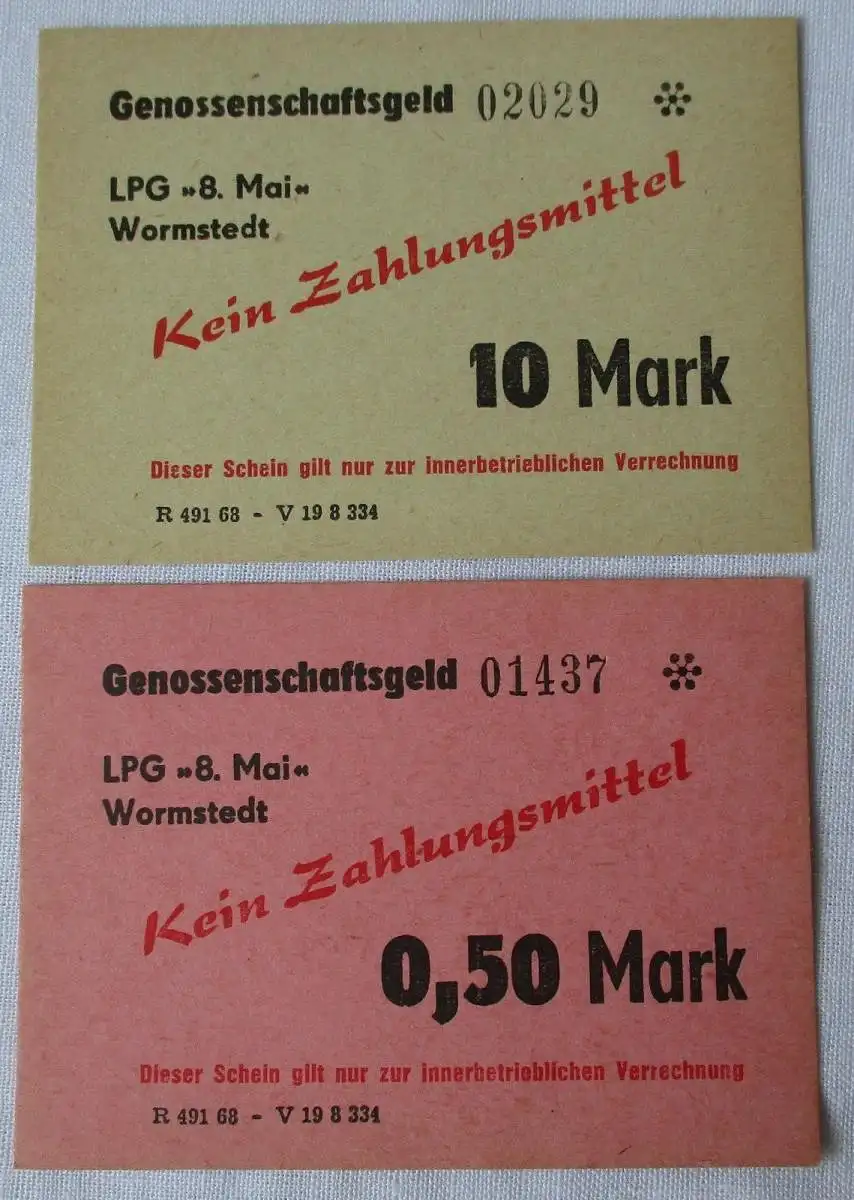 Genossenschaftsgeld 02029
LPG »8. Mai«
Wormstedt
Kein Zahlungsmittel
10 Mark
Dieser Schein gilt nur zur innerbetrieblichen Verrechnung
R 491 68 - V 19 8 334
Genossenschaftsgeld 01437
LPG »8. Mai«
Wormstedt
Kein Zahlungsmittel
0,50 Mark
Dieser Schein gilt nur zur innerbetrieblichen Verrechnung
R 491 68 - V 19 8 334